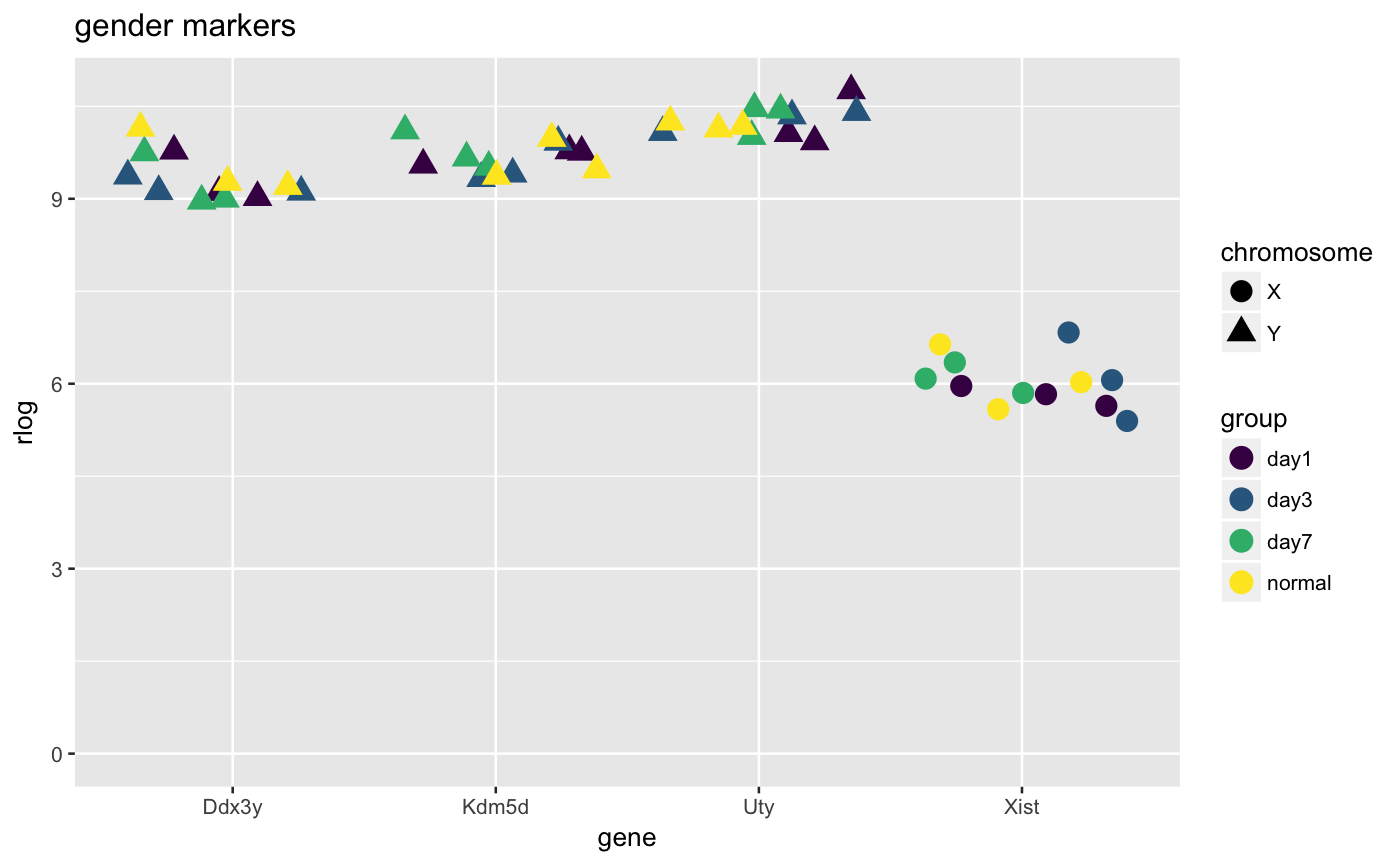 gender markers
rlog
9
6
3
0
Ddx3y
Kdm5d
Uty
Xist
gene
chromosome
X
Y
group
day1
day3
day7
normal